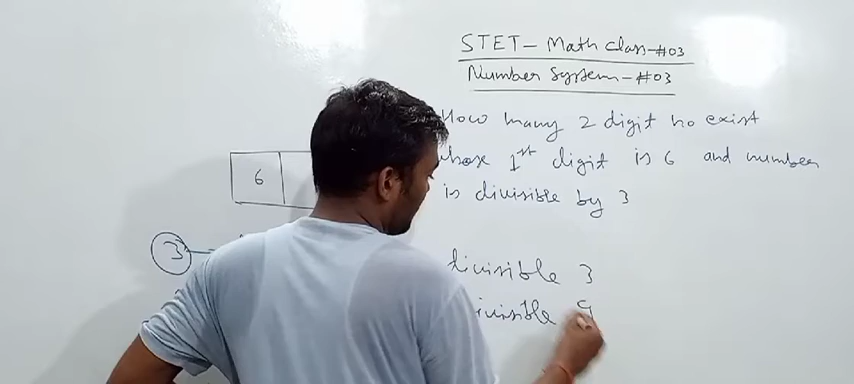 STET - Math class - #03
Number System - #03
How many 2 digit no exist
whose 1st digit is 6 and number
is divisible by 3
6
3
divisible 3
divisible 9